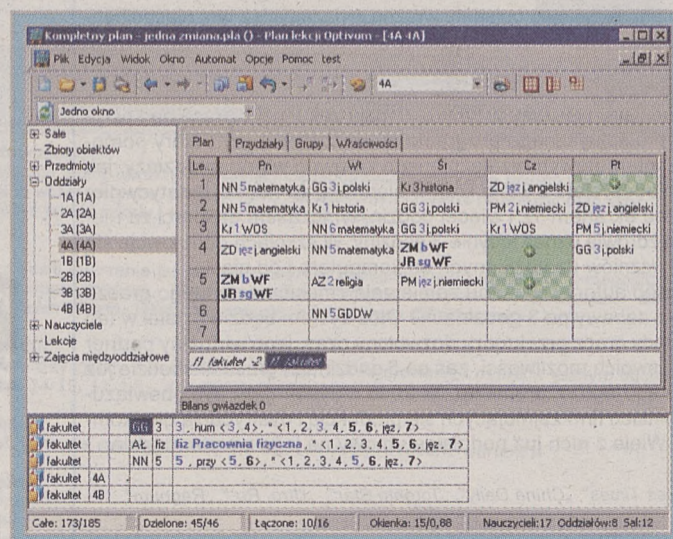 Kompletny plan - jedna zmiana.pla () - Plan lekcji Optivum - [4A 4A]
Plik Edycja Widok Okno Automat Opcje Pomoc test
4A
Jedno okno
Sale
Zbiory obiektów
Przedmioty
Oddziały
1A (1A)
2A (2A)
3A (3A)
4A (4A)
1B (1B)
2B (2B)
3B (3B)
4B (4B)
Nauczyciele
Lekcje
Zajęcia międzyoddziałowe
Plan Przydziały Grupy Właściwości
Le... Pn Wt Śr Cz Pt
1 NN 5 matematyka GG 3 j.polski Kr 3 historia ZD jęz j.angielski
2 NN 5 matematyka Kr 1 historia GG 3 j.polski PM 2 j.niemiecki ZD jęz j.angielski
3 Kr 1 WOS NN 6 matematyka GG 3 j.polski Kr 1 WOS PM 5 j.niemiecki
4 ZD jęz j.angielski NN 5 matematyka ZM b WF GG 3 j.polski
JR sg WF
5 ZM b WF AZ 2 religia PM jęz j.niemiecki
JR sg WF
6 NN 5 GDDW
7
f1 fakultet f1 fakultet
Bilans gwiazdek 0
fakultet GG 3 3 , hum <3, 4>, * <1, 2, 3, 4, 5, 6, jęz, 7>
fakultet AŁ fiz fiz Pracownia fizyczna, * <1, 2, 3, 4, 5, 6, jęz, 7>
fakultet NN 5 5 , przy <5, 6>, * <1, 2, 3, 4, 5, 6, jęz, 7>
fakultet 4A
fakultet 4B
Całe: 173/185 Dzielone: 45/46 Łączone: 10/16 Okienka: 15/0,88 Nauczycieli:17 Oddziałów:8 Sal:12